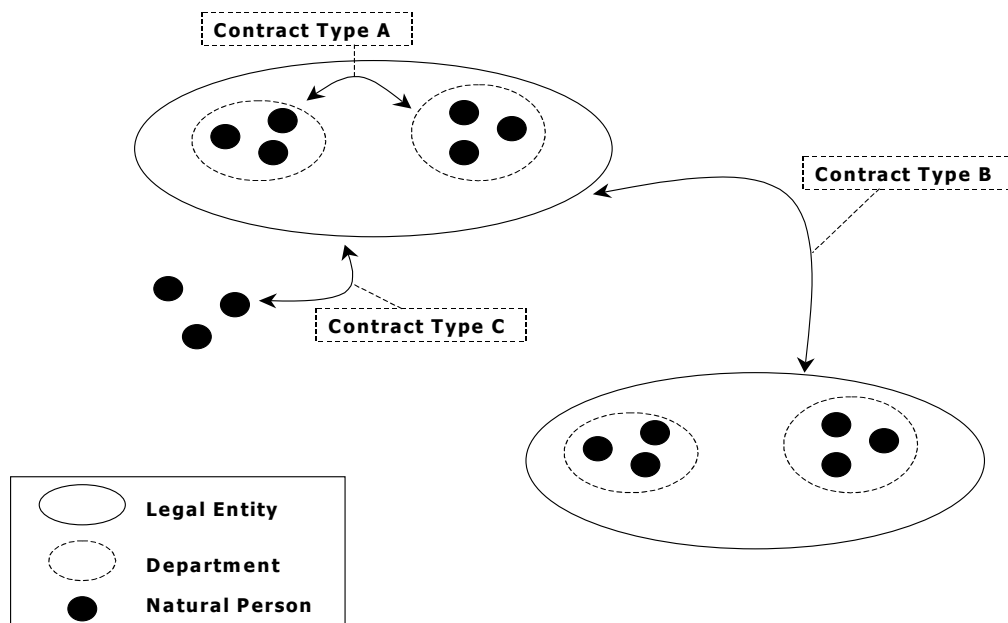 Contract Type A
Contract Type B
Contract Type C
Legal Entity
Department
Natural Person